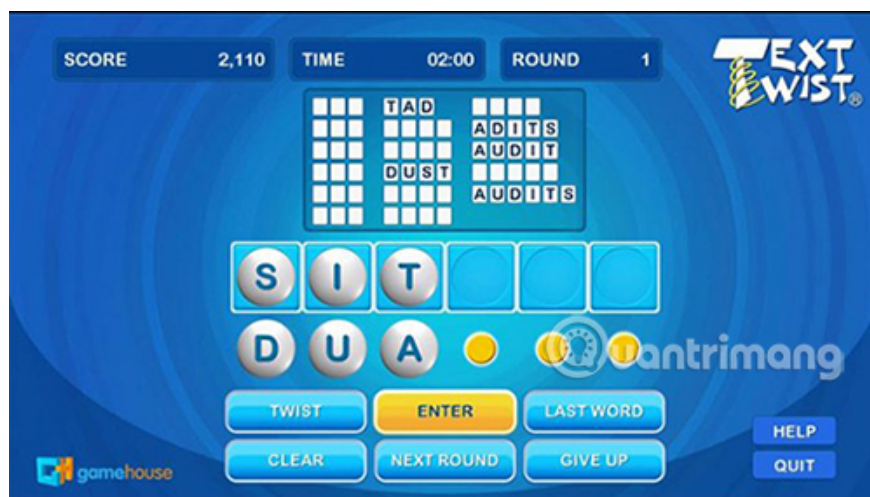 SCORE 2,110 TIME 02:00 ROUND 1
TEXT TWIST®
TAD
ADITS
AUDIT
DUST
AUDITS
S I T
D U A
uantrimang
TWIST ENTER LAST WORD
CLEAR NEXT ROUND GIVE UP
HELP
QUIT
gamehouse